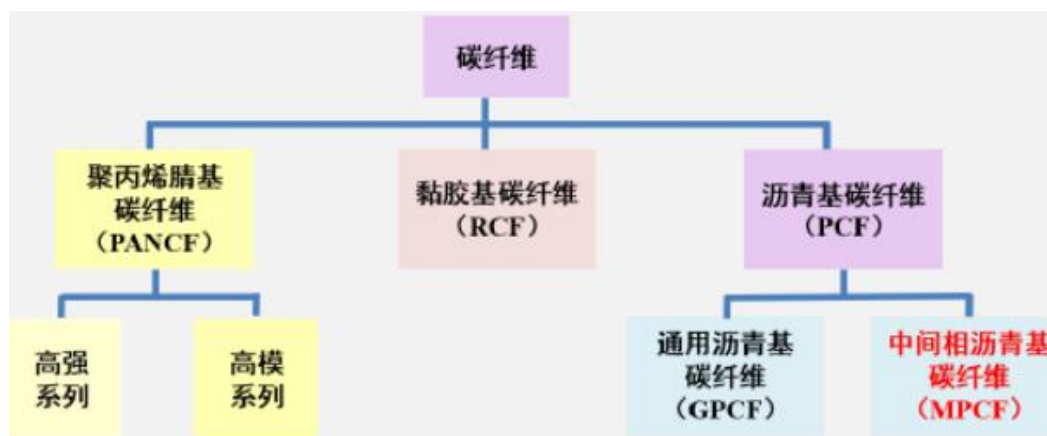 碳纤维
聚丙烯腈基
碳纤维
（PANCF）
黏胶基碳纤维
（RCF）
沥青基碳纤维
（PCF）
高强
系列
高模
系列
通用沥青基
碳纤维
（GPCF）
中间相沥青基
碳纤维
（MPCF）